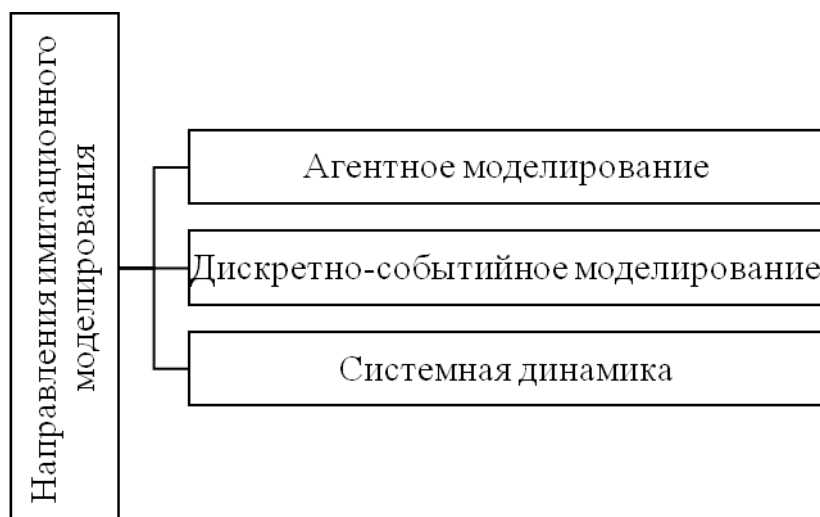 Направления имитационного
моделирования
Агентное моделирование
Дискретно-событийное моделирование
Системная динамика